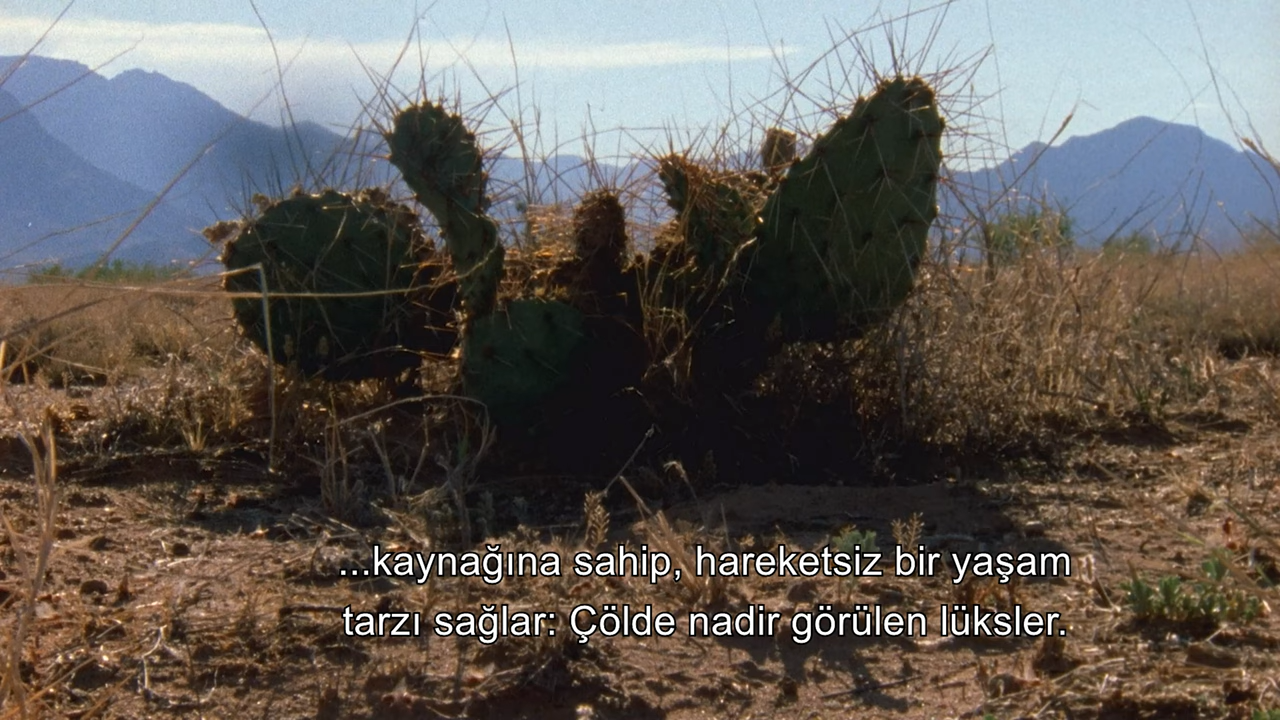 ...kaynağına sahip, hareketsiz bir yaşam
tarzı sağlar: Çölde nadir görülen lüksler.